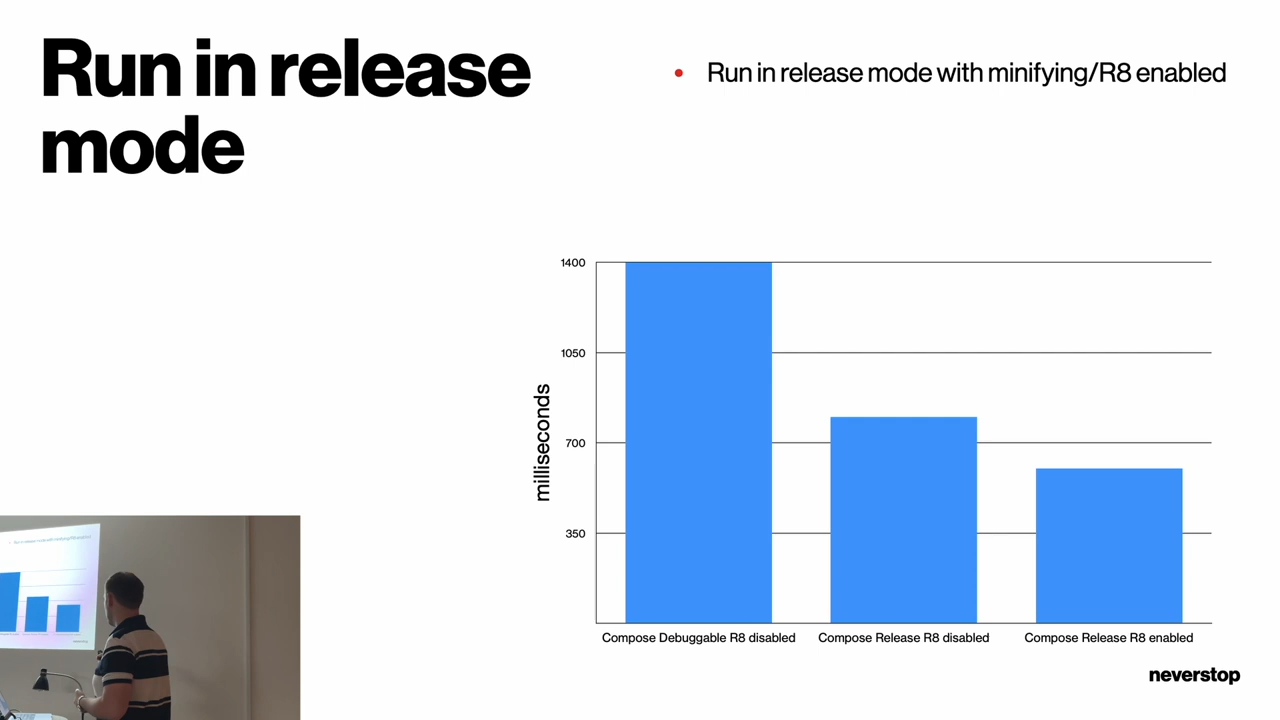 Run in release
mode
• Run in release mode with minifying/R8 enabled
milliseconds
1400
1050
700
350
Compose Debuggable R8 disabled
Compose Release R8 disabled
Compose Release R8 enabled
neverstop